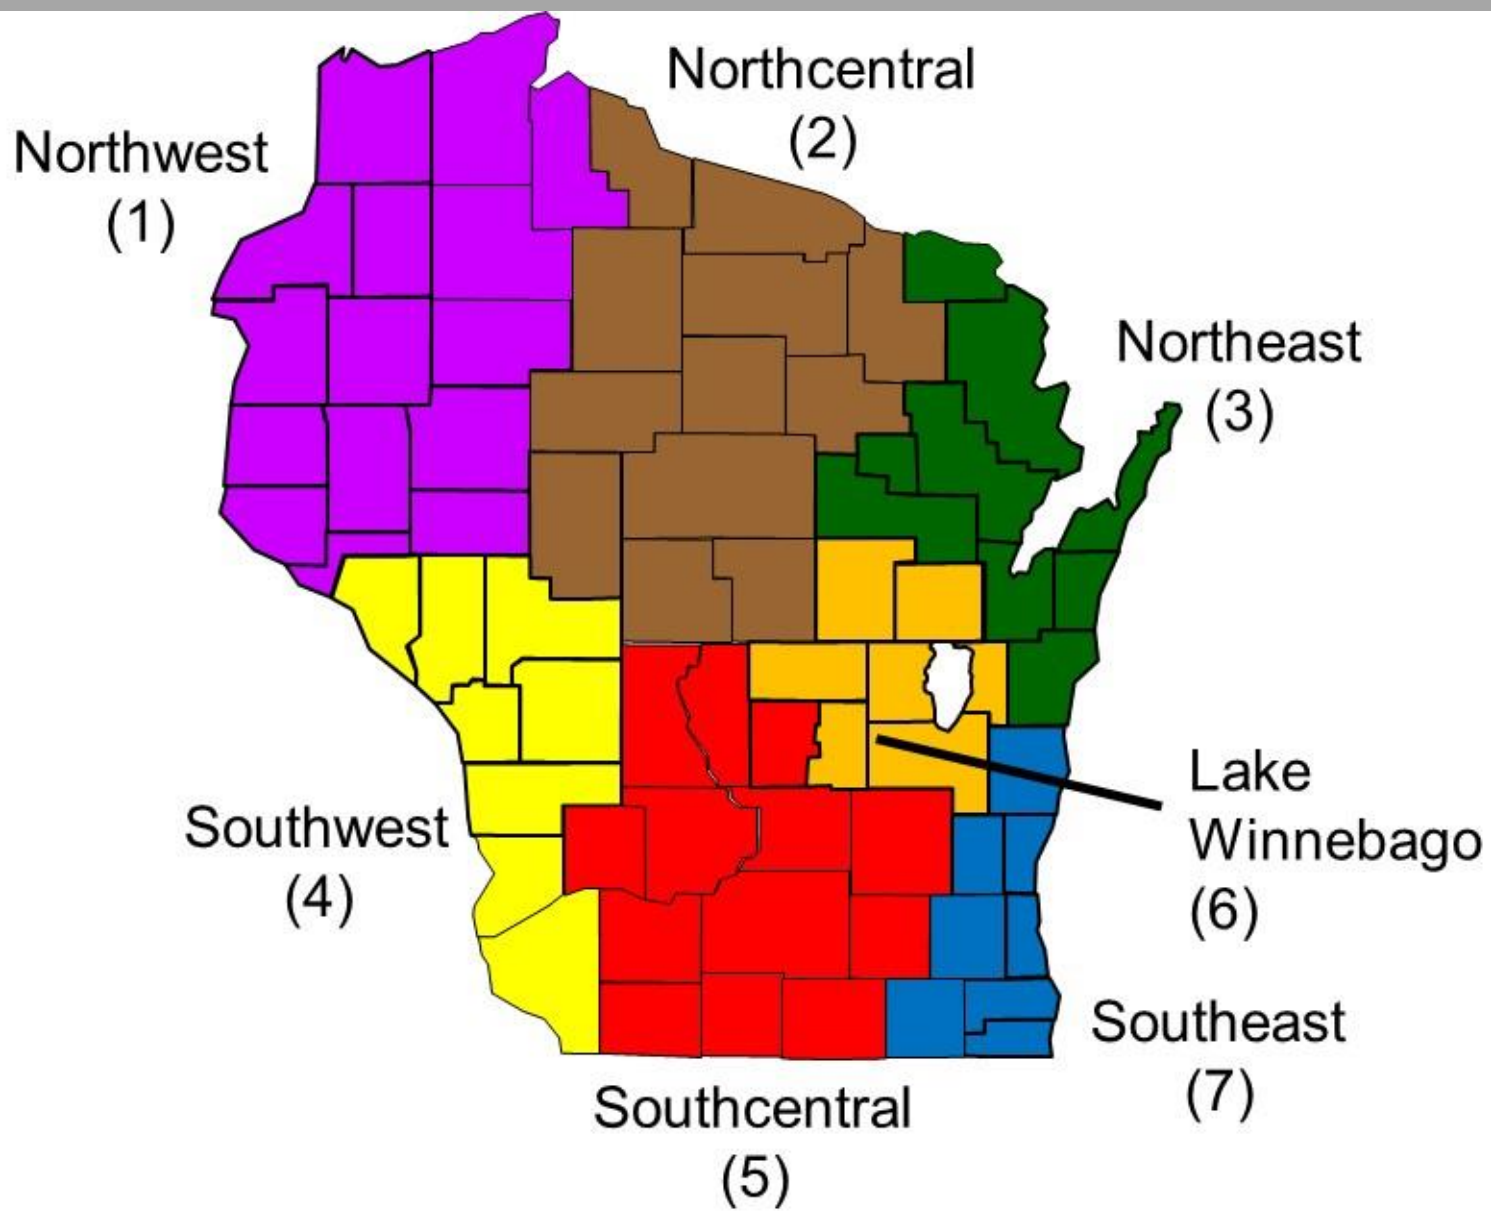 Northcentral
(2)
Northwest
(1)
Northeast
(3)
Lake
Winnebago
(6)
Southwest
(4)
Southeast
(7)
Southcentral
(5)